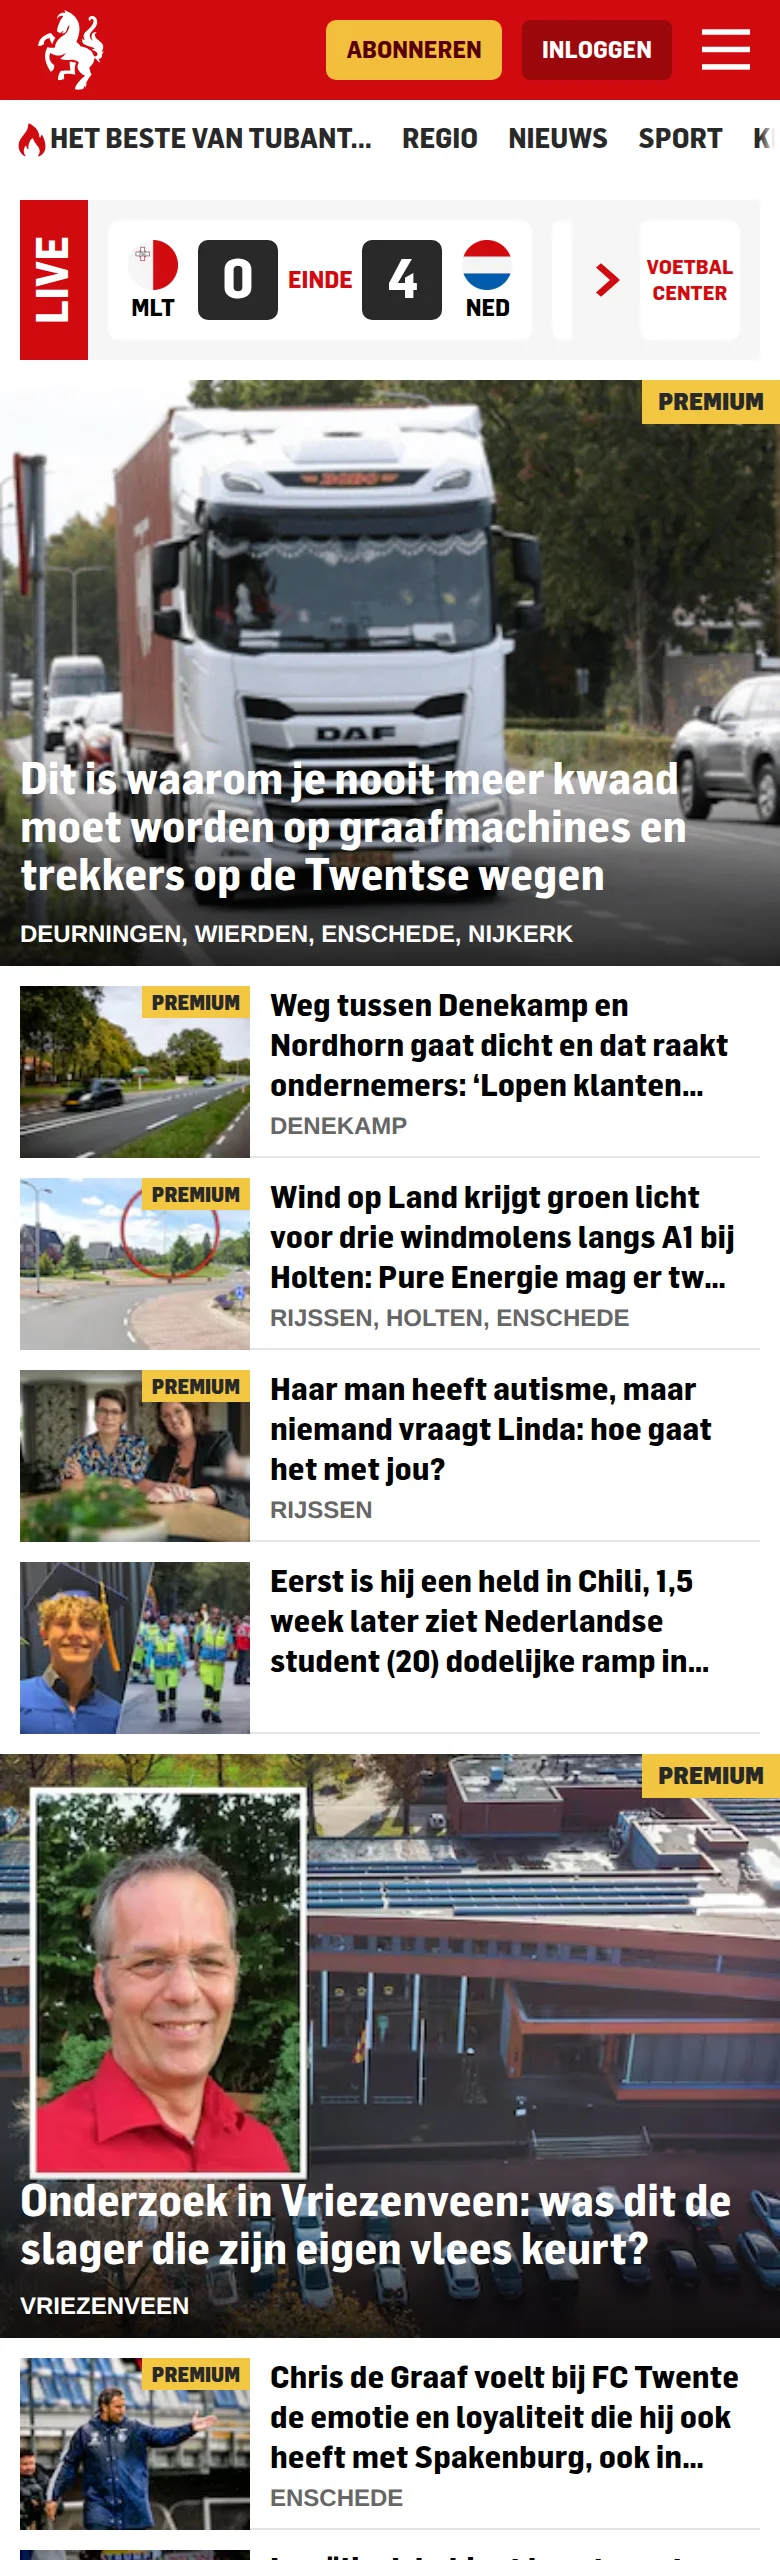 ABONNEREN
INLOGGEN
HET BESTE VAN TUBANT...
REGIO
NIEUWS
SPORT
LIVE
MLT
0
EINDE
4
NED
VOETBAL
CENTER
PREMIUM
DAF
Dit is waarom je nooit meer kwaad
moet worden op graafmachines en
trekkers op de Twentse wegen
DEURNINGEN, WIERDEN, ENSCHEDE, NIJKERK
PREMIUM
Weg tussen Denekamp en
Nordhorn gaat dicht en dat raakt
ondernemers: ‘Lopen klanten...
DENEKAMP
PREMIUM
Wind op Land krijgt groen licht
voor drie windmolens langs A1 bij
Holten: Pure Energie mag er tw...
RIJSSEN, HOLTEN, ENSCHEDE
PREMIUM
Haar man heeft autisme, maar
niemand vraagt Linda: hoe gaat
het met jou?
RIJSSEN
Eerst is hij een held in Chili, 1,5
week later ziet Nederlandse
student (20) dodelijke ramp in...
PREMIUM
Onderzoek in Vriezenveen: was dit de
slager die zijn eigen vlees keurt?
VRIEZENVEEN
PREMIUM
Chris de Graaf voelt bij FC Twente
de emotie en loyaliteit die hij ook
heeft met Spakenburg, ook in...
ENSCHEDE